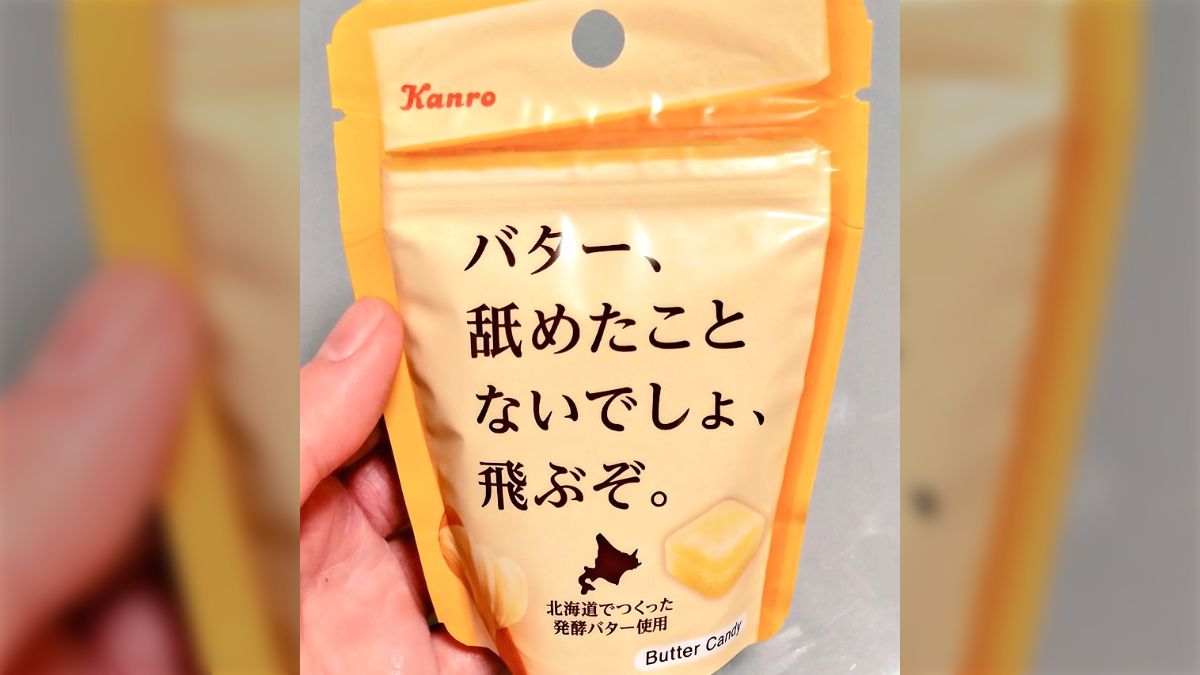 Kanro
バター、
舐めたこと
ないでしょ、
飛ぶぞ。
北海道でつくった
発酵バター使用
Butter Candy